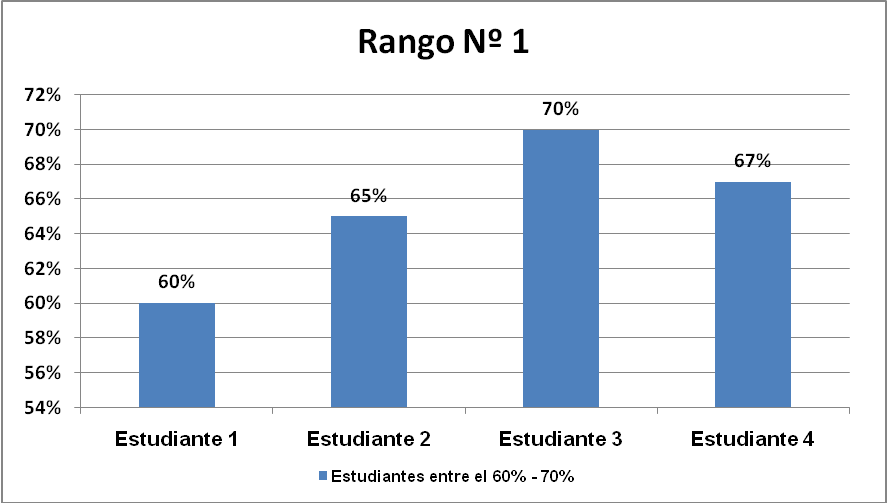 Rango Nº 1
72%
70%
68%
66%
64%
62%
60%
58%
56%
54%
60%
65%
70%
67%
Estudiante 1
Estudiante 2
Estudiante 3
Estudiante 4
Estudiantes entre el 60% - 70%